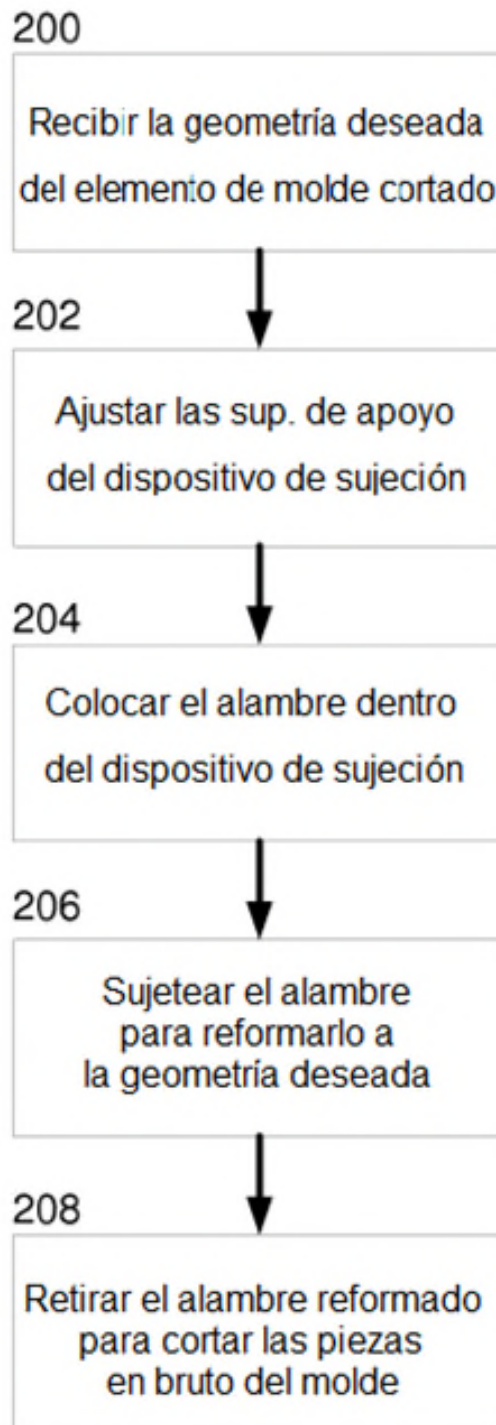 200
Recibir la geometría deseada
del elemento de molde cortado
202
Ajustar las sup. de apoyo
del dispositivo de sujeción
204
Colocar el alambre dentro
del dispositivo de sujeción
206
Sujetear el alambre
para reformarlo a
la geometría deseada
208
Retirar el alambre reformado
para cortar las piezas
en bruto del molde